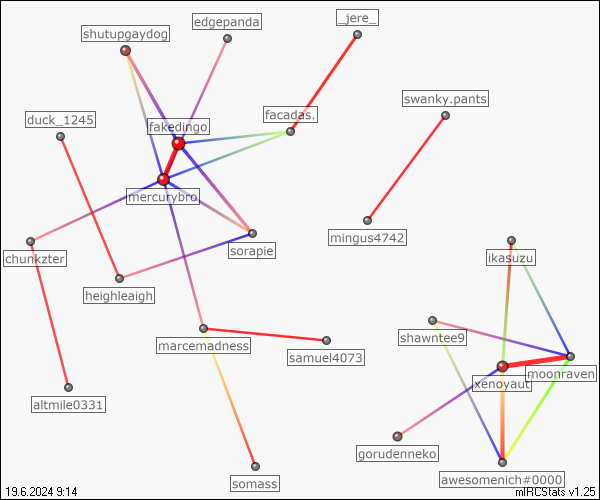 edgepanda
_jere_
shutupgaydog
swanky.pants
facadas.
duck_1245
fakedingo
mercurybro.
mingus4742
sorapie
chunkzter
ikasuzu
heighleaigh
shawntee9
marcemadness
samuel4073
moonraven
xenoyaut
altmile0331
gorudenneko
somass
awesomenich#0000
19.6.2024 9:14
mIRCStats v1.25